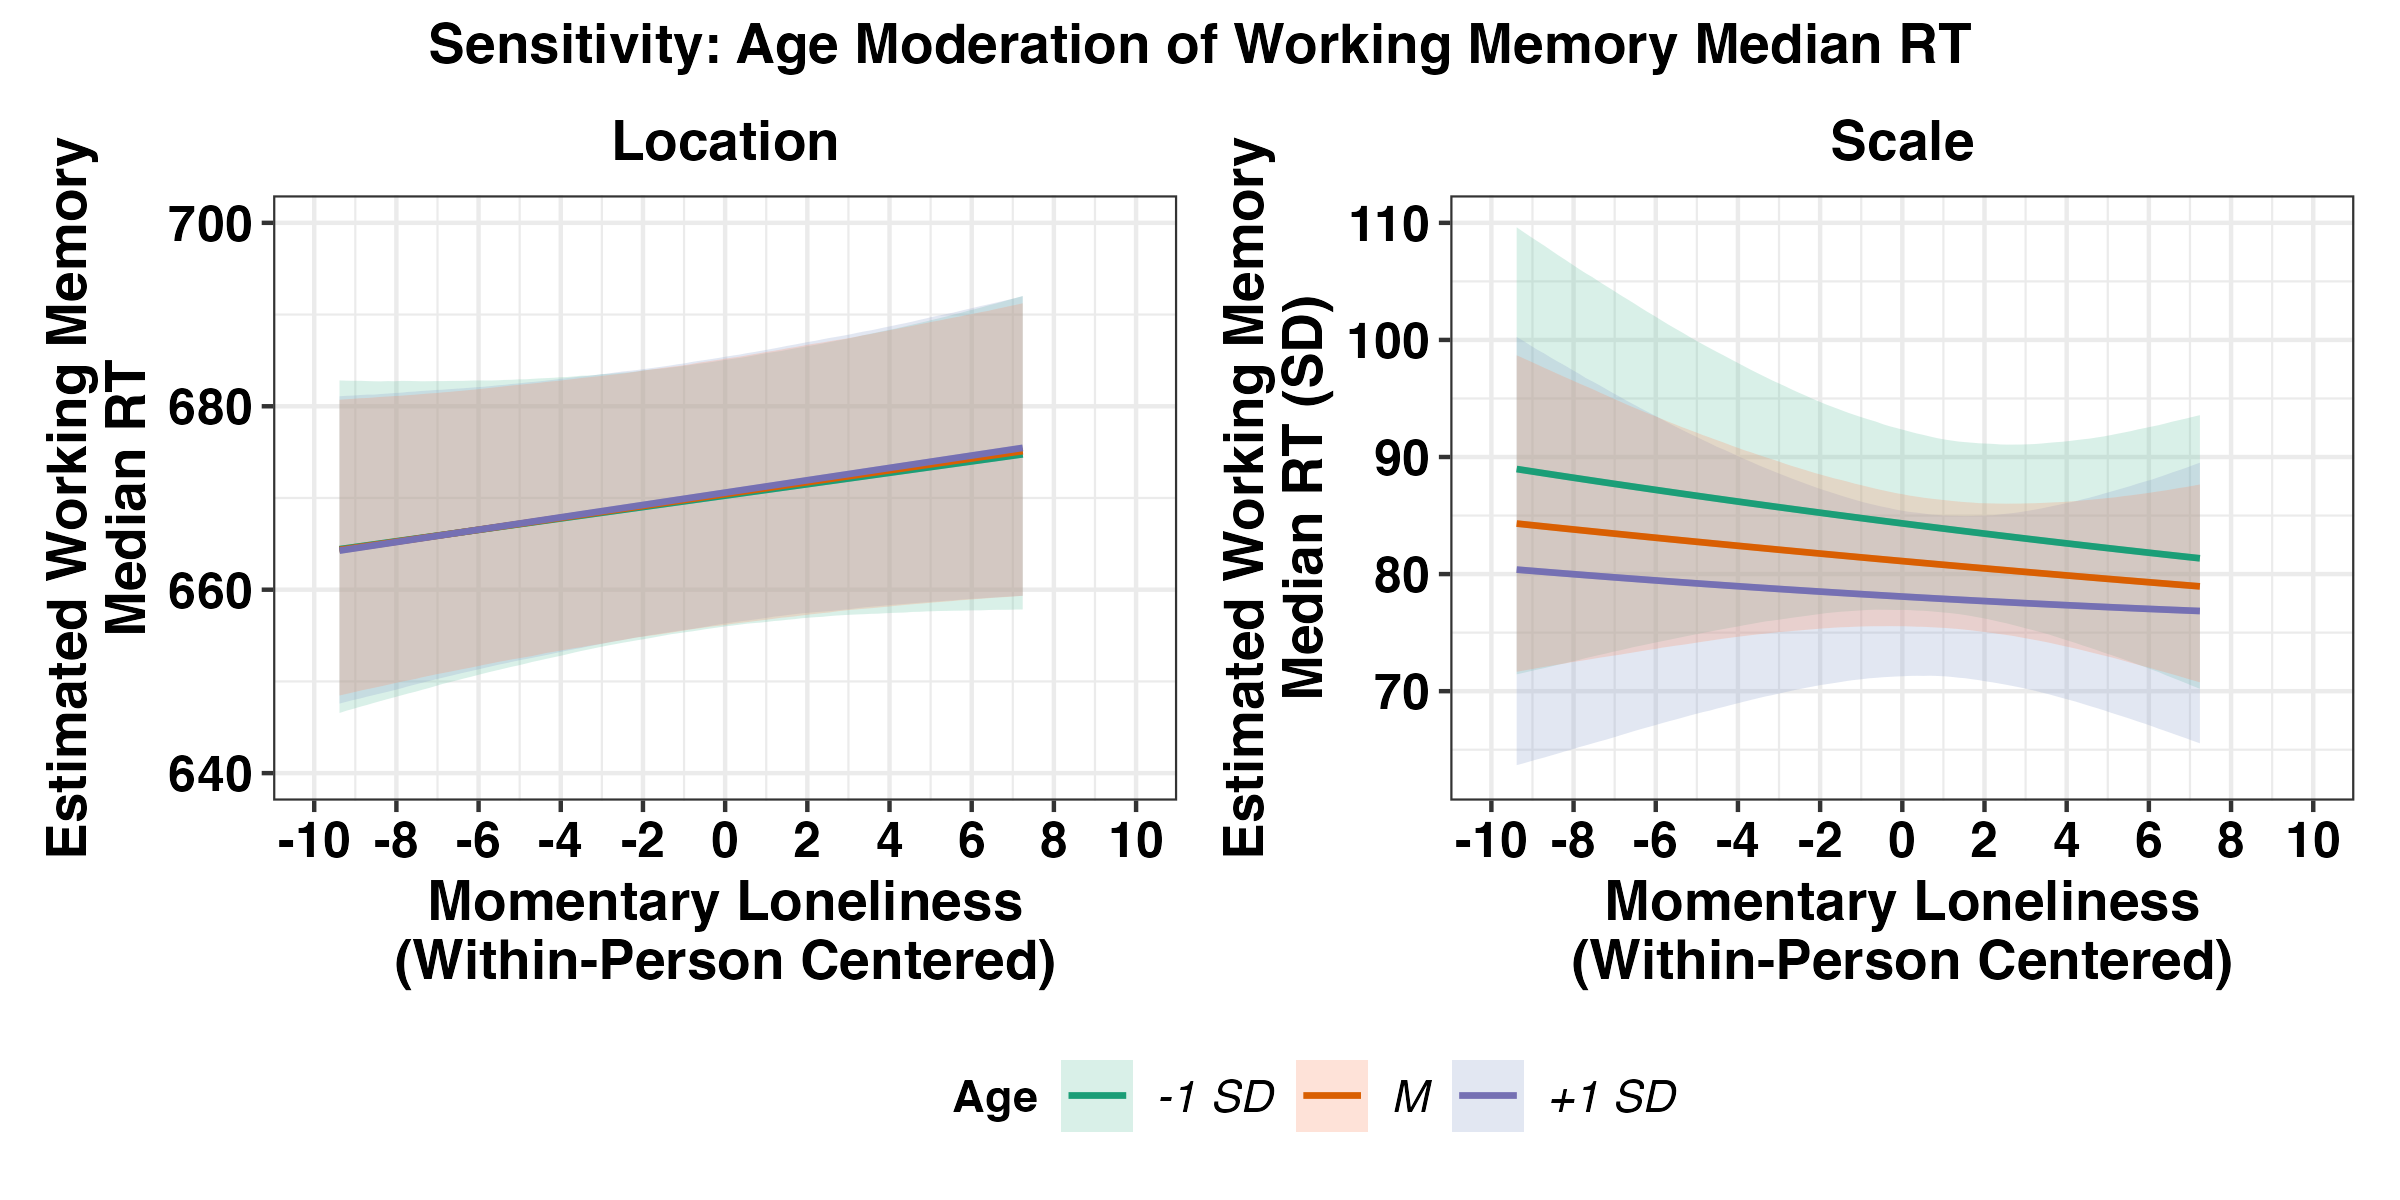 Sensitivity: Age Moderation of Working Memory Median RT
Location
Estimated Working Memory
Median RT
700
680
660
640
-10 -8 -6 -4 -2 0 2 4 6 8 10
Momentary Loneliness
(Within-Person Centered)
Scale
Estimated Working Memory
Median RT (SD)
110
100
90
80
70
-10 -8 -6 -4 -2 0 2 4 6 8 10
Momentary Loneliness
(Within-Person Centered)
Age -1 SD M +1 SD